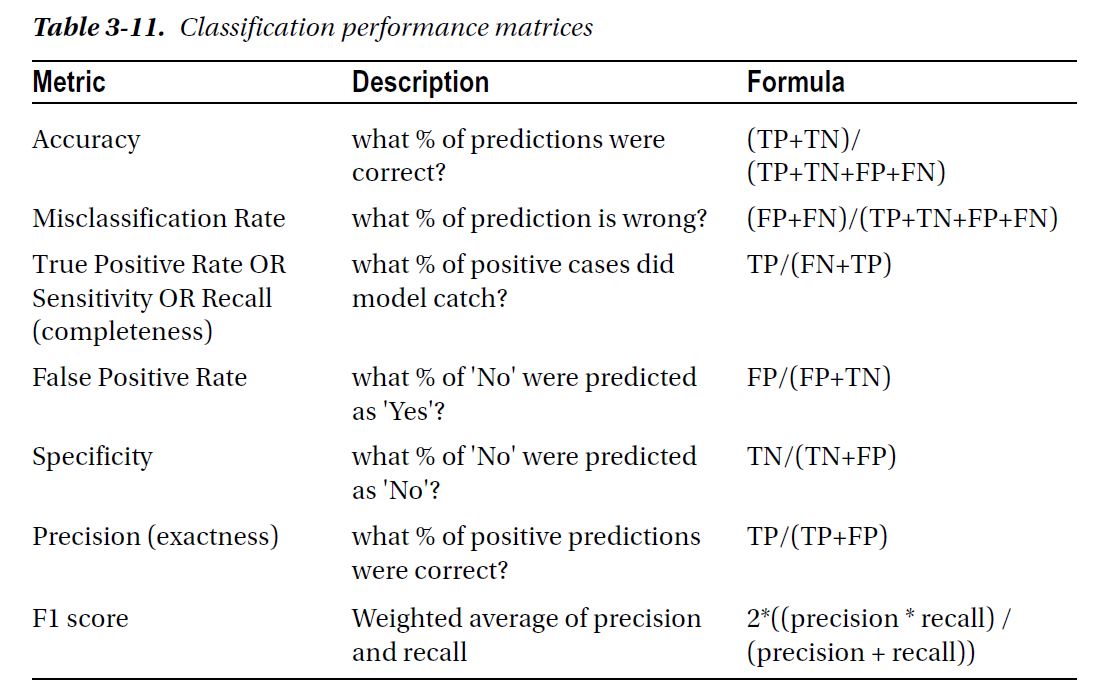 Table 3-11. Classification performance matrices
Metric Description Formula
Accuracy what % of predictions were (TP+TN)/
correct? (TP+TN+FP+FN)
Misclassification Rate what % of prediction is wrong? (FP+FN)/(TP+TN+FP+FN)
True Positive Rate OR what % of positive cases did TP/(FN+TP)
Sensitivity OR Recall model catch?
(completeness)
False Positive Rate what % of 'No' were predicted FP/(FP+TN)
as 'Yes'?
Specificity what % of 'No' were predicted TN/(TN+FP)
as 'No'?
Precision (exactness) what % of positive predictions TP/(TP+FP)
were correct?
F1 score Weighted average of precision 2*((precision * recall) /
and recall (precision + recall))